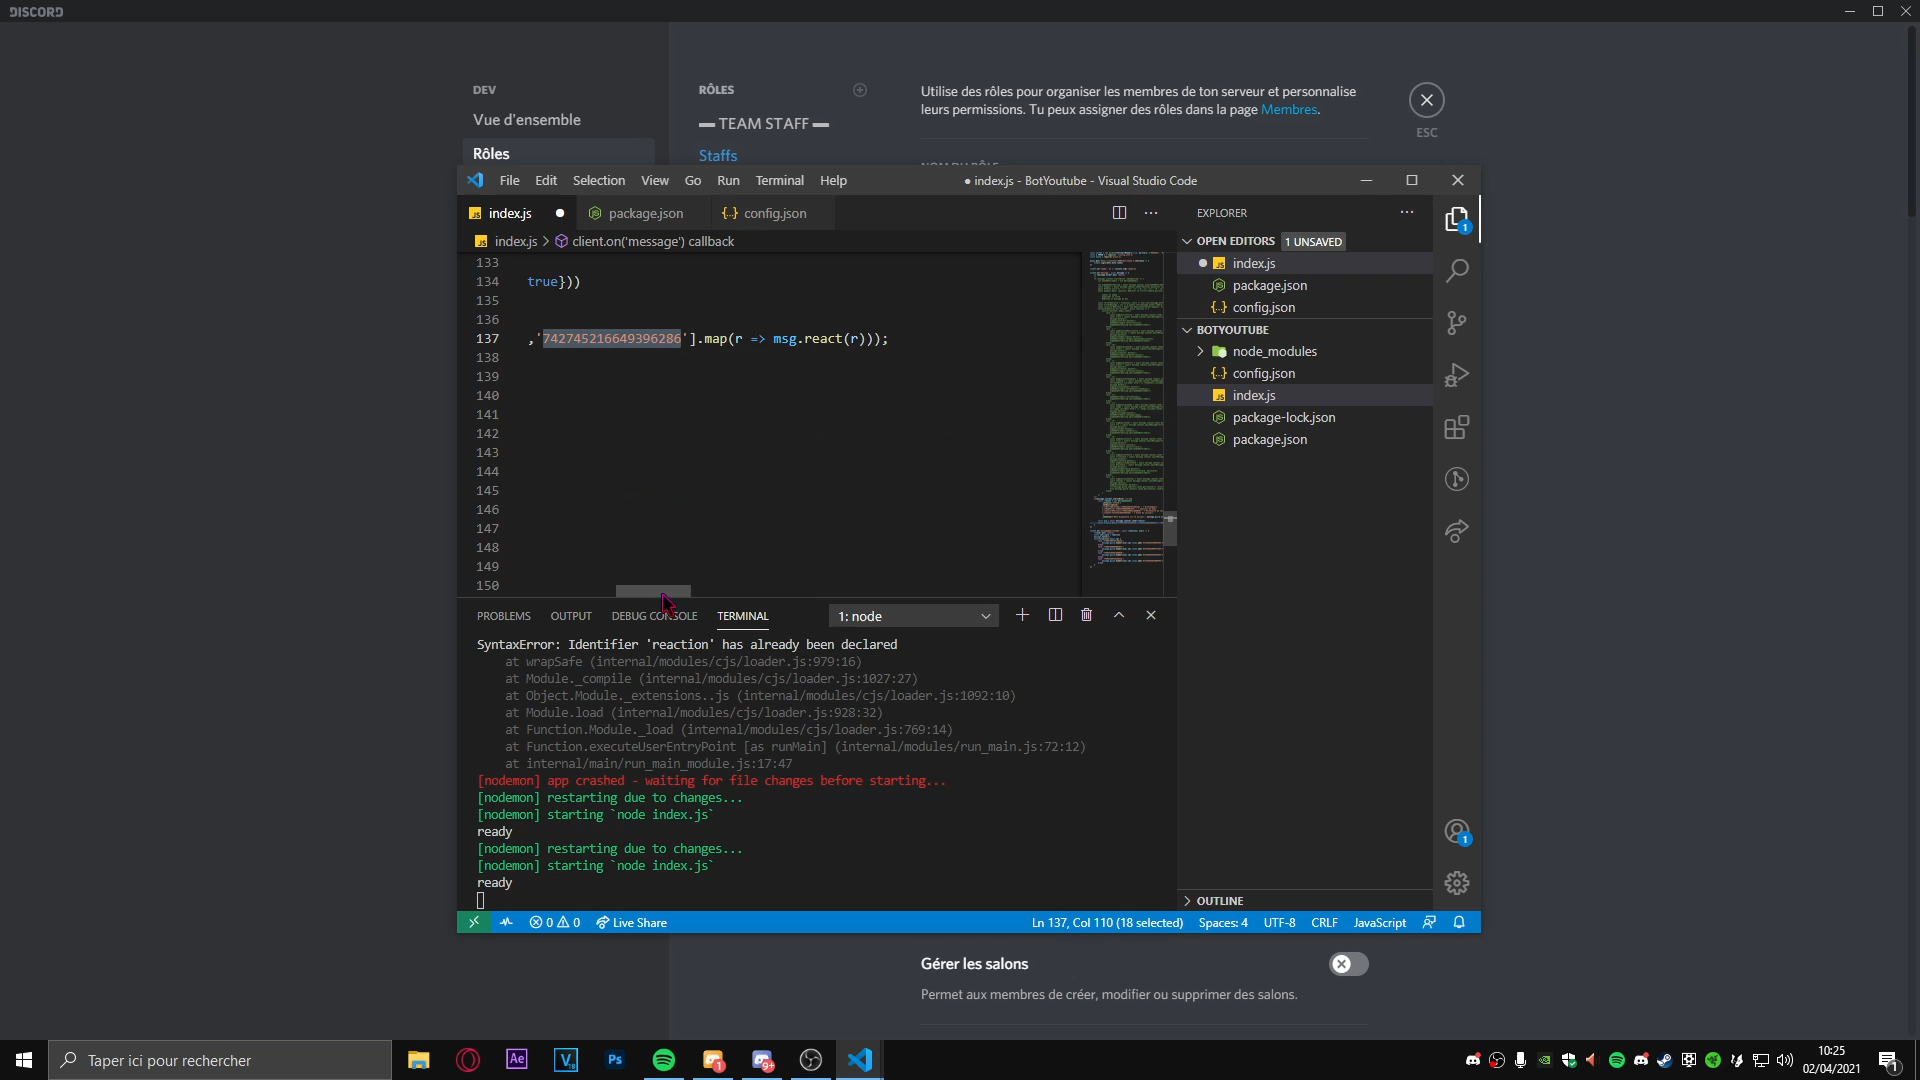 DISCORD
DEV
Vue d'ensemble
Rôles
RÔLES
TEAM STAFF
Staffs
Utilise des rôles pour organiser les membres de ton serveur et personnalise
leurs permissions. Tu peux assigner des rôles dans la page Membres.
ESC
File Edit Selection View Go Run Terminal Help
● index.js - BotYoutube - Visual Studio Code
index.js
package.json
config.json
index.js > client.on('message') callback
133
134 true}))
135
136
137 ,'742745216649396286'].map(r => msg.react(r)));
138
139
140
141
142
143
144
145
146
147
148
149
150
EXPLORER
OPEN EDITORS 1 UNSAVED
index.js
package.json
config.json
BOTYOUTUBE
node_modules
config.json
index.js
package-lock.json
package.json
OUTLINE
1
1
PROBLEMS OUTPUT DEBUG CONSOLE TERMINAL
1: node
SyntaxError: Identifier 'reaction' has already been declared
at wrapSafe (internal/modules/cjs/loader.js:979:16)
at Module._compile (internal/modules/cjs/loader.js:1027:27)
at Object.Module._extensions..js (internal/modules/cjs/loader.js:1092:10)
at Module.load (internal/modules/cjs/loader.js:928:32)
at Function.Module._load (internal/modules/cjs/loader.js:769:14)
at Function.executeUserEntryPoint [as runMain] (internal/modules/run_main.js:72:12)
at internal/main/run_main_module.js:17:47
[nodemon] app crashed - waiting for file changes before starting...
[nodemon] restarting due to changes...
[nodemon] starting `node index.js`
ready
[nodemon] restarting due to changes...
[nodemon] starting `node index.js`
ready
0 0 Live Share
Ln 137, Col 110 (18 selected) Spaces: 4 UTF-8 CRLF JavaScript
Gérer les salons
Permet aux membres de créer, modifier ou supprimer des salons.
Taper ici pour rechercher
Ae
Ps
1
9+
10:25
02/04/2021
1